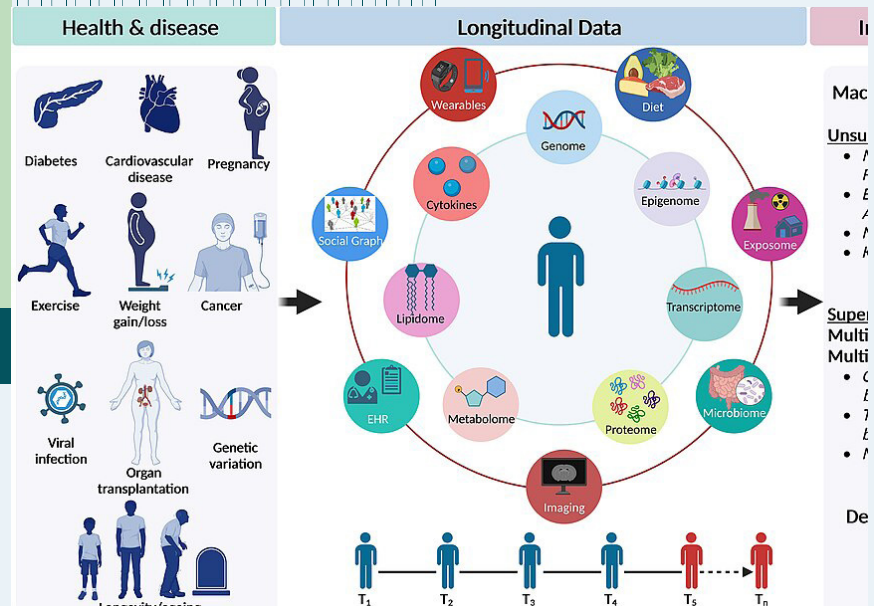 Health & disease
Diabetes
Cardiovascular
disease
Pregnancy
Exercise
Weight
gain/loss
Cancer
Viral
infection
Organ
transplantation
Genetic
variation
Longevity/ageing
Longitudinal Data
Wearables
Diet
Genome
Cytokines
Epigenome
Social Graph
Exposome
Lipidome
Transcriptome
EHR
Metabolome
Proteome
Microbiome
Imaging
T1
T2
T3
T4
T5
Tn
Mac
Unsu
Super
Multi
Multi
De